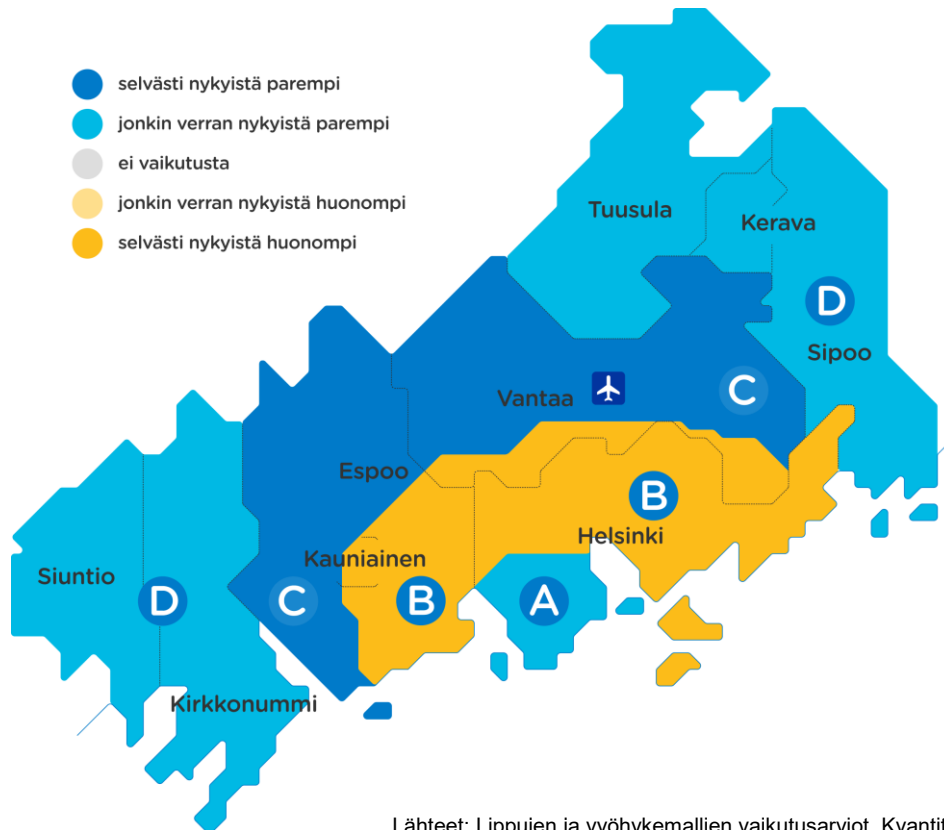 selvästi nykyistä parempi
jonkin verran nykyistä parempi
ei vaikutusta
jonkin verran nykyistä huonompi
selvästi nykyistä huonompi
Tuusula
Kerava
D
Sipoo
Vantaa
C
Espoo
B
Helsinki
Kauniainen
Siuntio
D
C
B
A
Kirkkonummi
Lähteet: Lippujen ja vyöhykemallien vaikutusarviot,